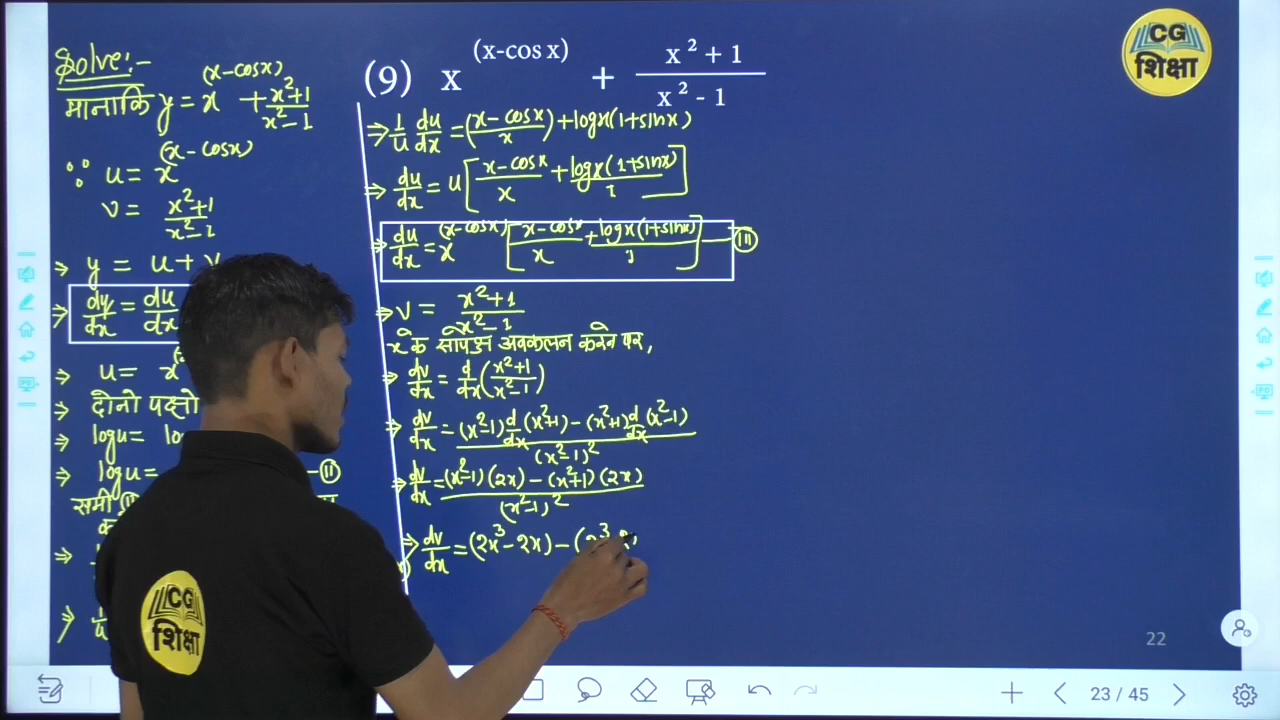 Solve:-
मानाकि y = x^(x-cosx) + x²+1/x²-1
∵ u = x^(x-cosx)
v = x²+1/x²-1
⇒ y = u + v
⇒ dy/dx = du/dx
⇒ u = x
⇒ दोनो पक्षो
⇒ log u =
⇒ log u = -(ii)
(9) x^(x-cos x) + x² + 1 / x² - 1
⇒ 1/u du/dx = (x-cosx/x) + logx(1+sinx)
⇒ du/dx = u[x-cosx/x + logx(1+sinx)/1]
⇒ du/dx = x^(x-cosx) [x-cosx/x + logx(1+sinx)/1] — (iii)
⇒ v = x²+1/x²-1
x के सापेक्ष अवकलन करने पर,
⇒ dv/dx = d/dx (x²+1/x²-1)
⇒ dv/dx = (x²-1) d/dx (x²+1) - (x²+1) d/dx (x²-1) / (x²-1)²
⇒ dv/dx = (x²-1)(2x) - (x²+1)(2x) / (x²-1)²
⇒ dv/dx = (2x³-2x) - (
CG
शिक्षा
CG
शिक्षा
22
23 / 45